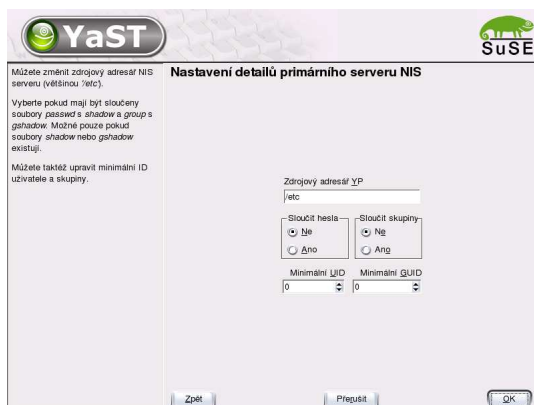 YaST
SuSE
Můžete změnit zdrojový adresář NIS
serveru (většinou '/etc').
Vyberte pokud mají být sloučeny
soubory passwd s shadow a group s
gshadow. Možné pouze pokud
soubory shadow nebo gshadow
existují.
Můžete taktéž upravit minimální ID
uživatele a skupiny.
Nastavení detailů primárního serveru NIS
Zdrojový adresář YP
/etc
Sloučit hesla
Ne
Ano
Sloučit skupiny
Ne
Ano
Minimální UID
0
Minimální GUID
0
Zpět
Přerušit
OK